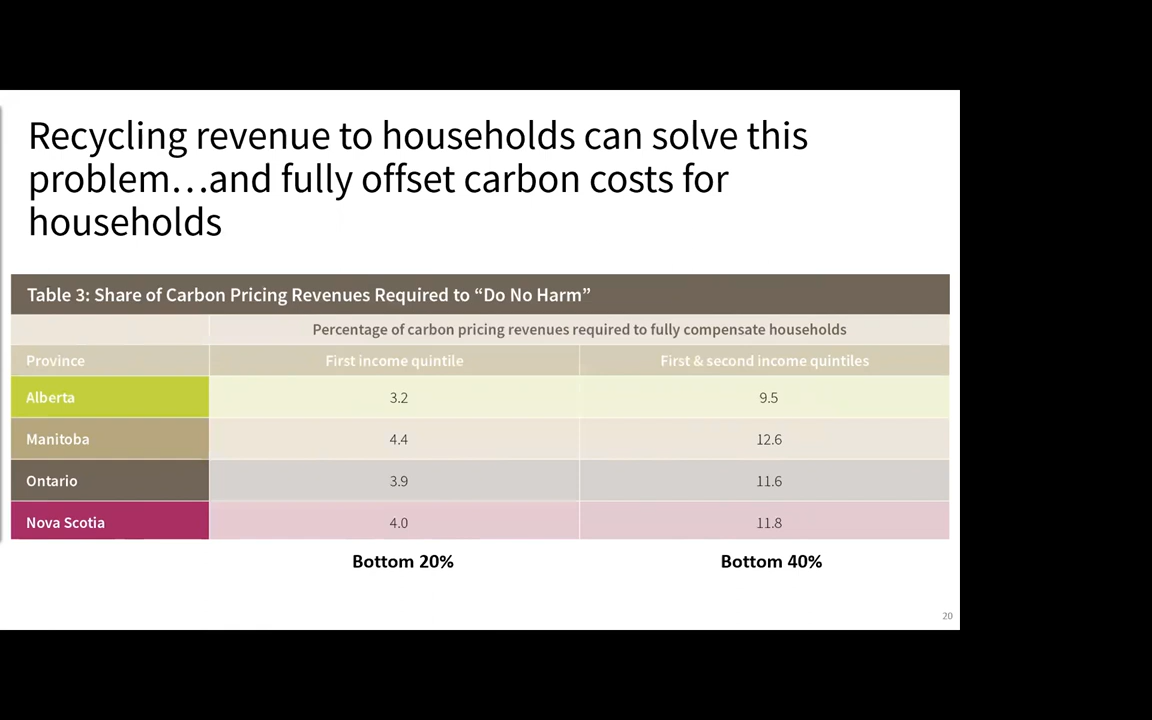 Recycling revenue to households can solve this
problem…and fully offset carbon costs for
households
Table 3: Share of Carbon Pricing Revenues Required to “Do No Harm”
Percentage of carbon pricing revenues required to fully compensate households
Province First income quintile First & second income quintiles
Alberta 3.2 9.5
Manitoba 4.4 12.6
Ontario 3.9 11.6
Nova Scotia 4.0 11.8
Bottom 20% Bottom 40%
20